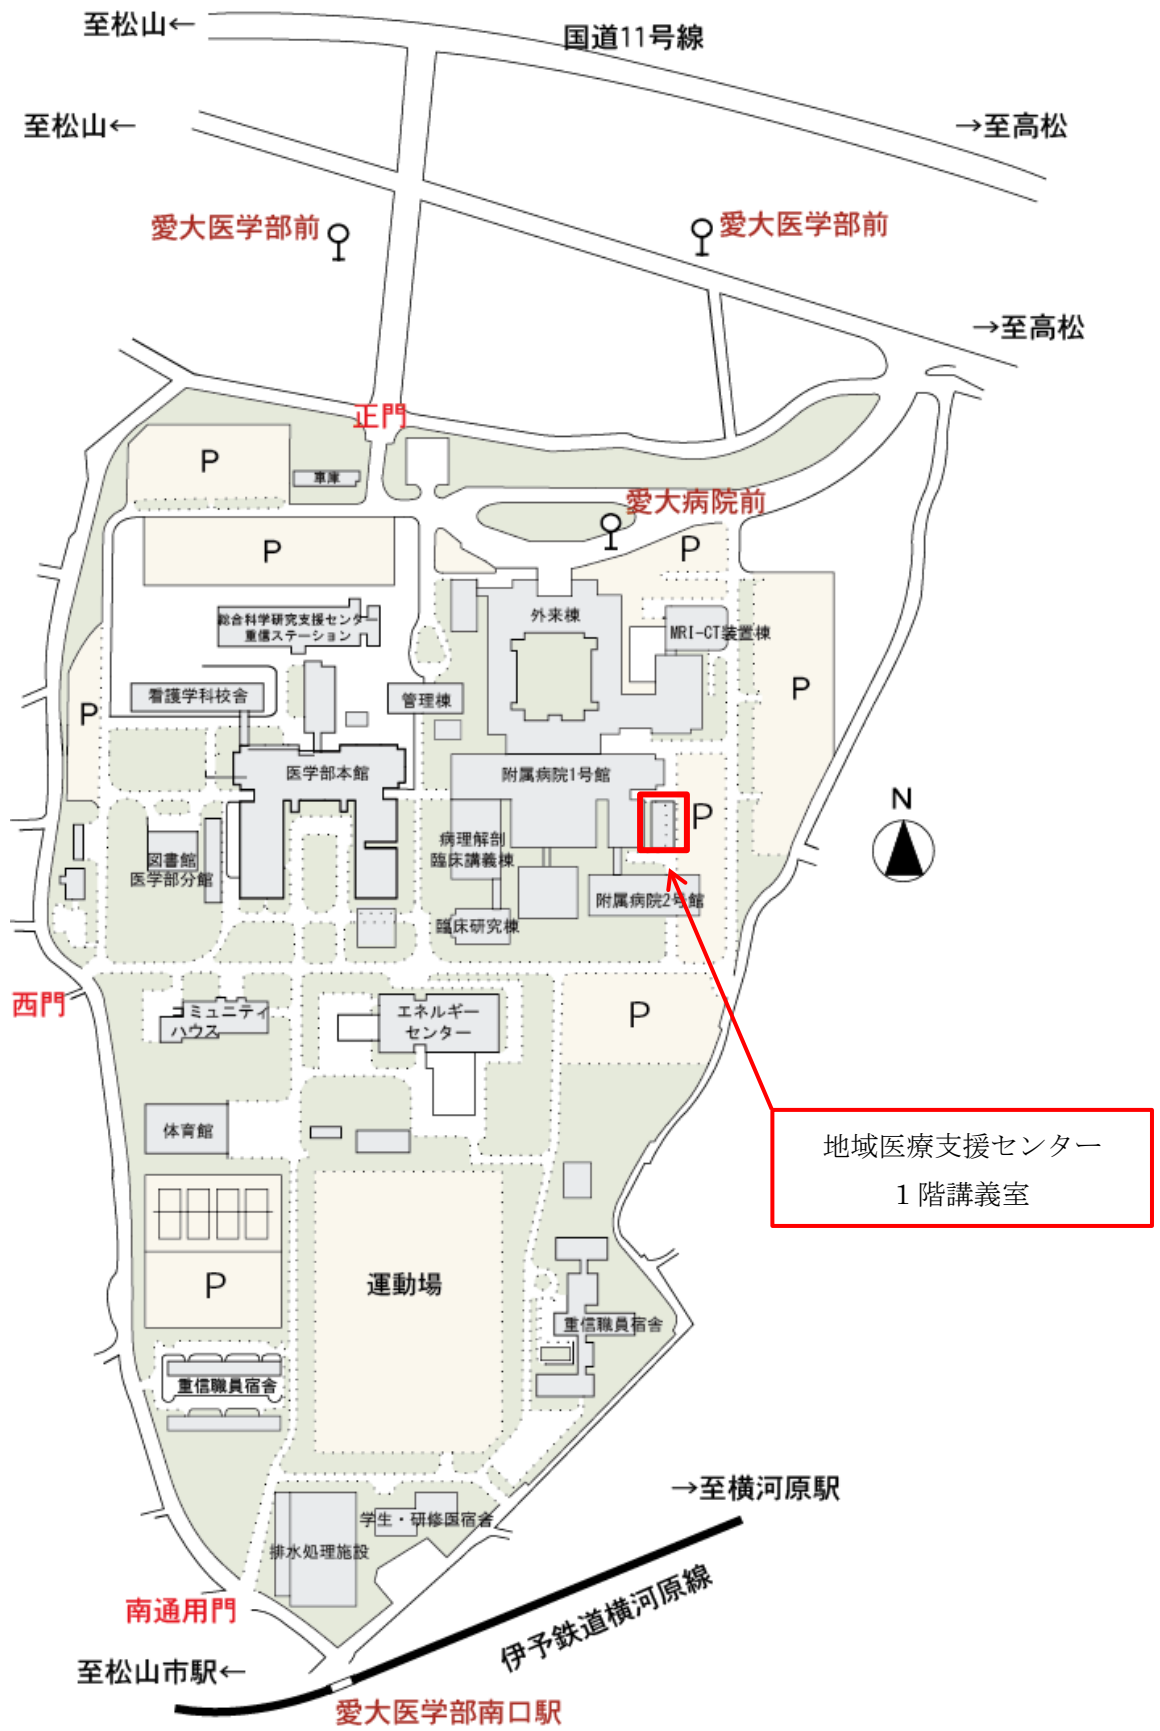 至松山←
国道11号線
至松山←
→至高松
愛大医学部前
愛大医学部前
→至高松
正門
P
車庫
愛大病院前
P
P
外来棟
総合科学研究支援センター
重信ステーション
MRI-CT装置棟
看護学科校舎
管理棟
P
P
医学部本館
附属病院1号館
N
P
病理解剖
臨床講義棟
図書館
医学部分館
附属病院2号館
臨床研究棟
西門
コミュニティ
ハウス
エネルギー
センター
P
体育館
地域医療支援センター
１階講義室
P
運動場
重信職員宿舎
重信職員宿舎
→至横河原駅
学生・研修医宿舎
排水処理施設
南通用門
伊予鉄道横河原線
至松山市駅←
愛大医学部南口駅